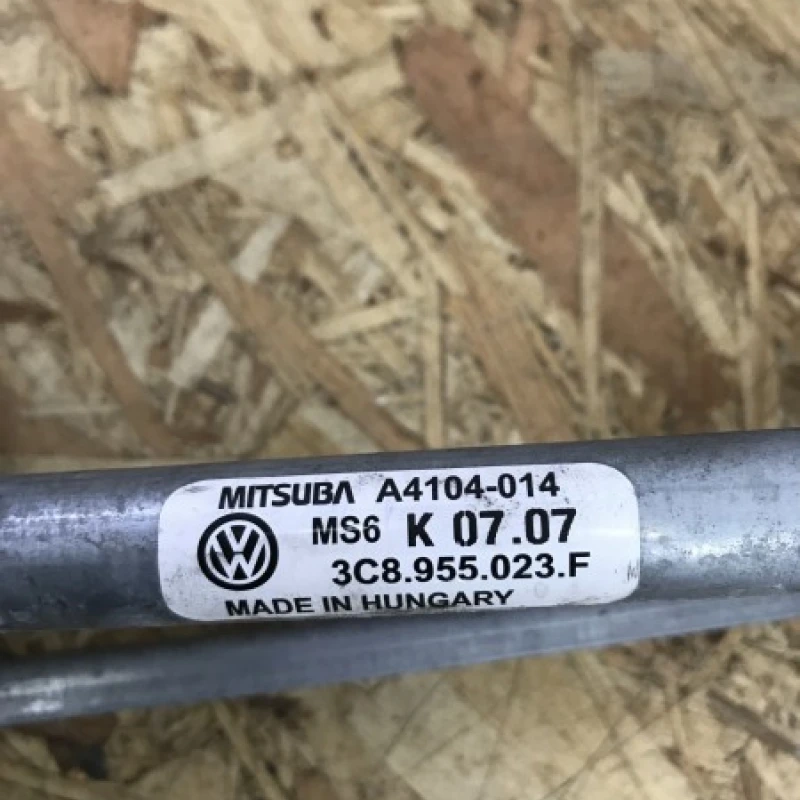 MITSUBA A4104-014
MS6 K 07.07
3C8.955.023.F
MADE IN HUNGARY